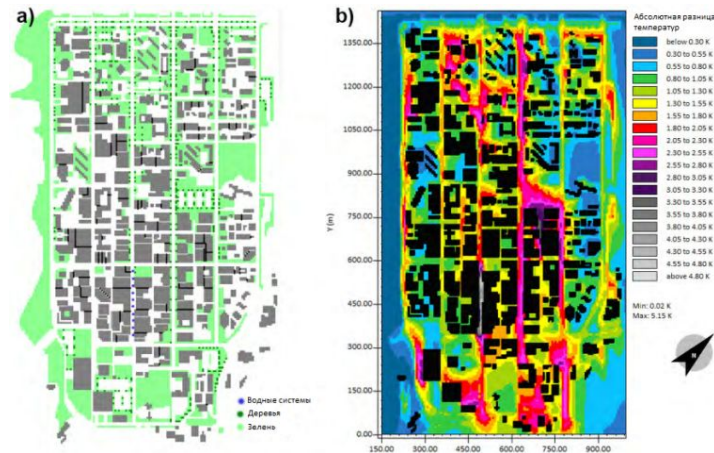 a)
Водные системы
Деревья
Зелень
b)
Y (m)
1350.00
1200.00
1050.00
900.00
750.00
600.00
450.00
300.00
150.00
0.00
150.00 300.00 450.00 600.00 750.00 900.00
Абсолютная разница
температур
below 0.30 K
0.30 to 0.55 K
0.55 to 0.80 K
0.80 to 1.05 K
1.05 to 1.30 K
1.30 to 1.55 K
1.55 to 1.80 K
1.80 to 2.05 K
2.05 to 2.30 K
2.30 to 2.55 K
2.55 to 2.80 K
2.80 to 3.05 K
3.05 to 3.30 K
3.30 to 3.55 K
3.55 to 3.80 K
3.80 to 4.05 K
4.05 to 4.30 K
4.30 to 4.55 K
4.55 to 4.80 K
above 4.80 K
Min: 0.02 K
Max: 5.15 K
N